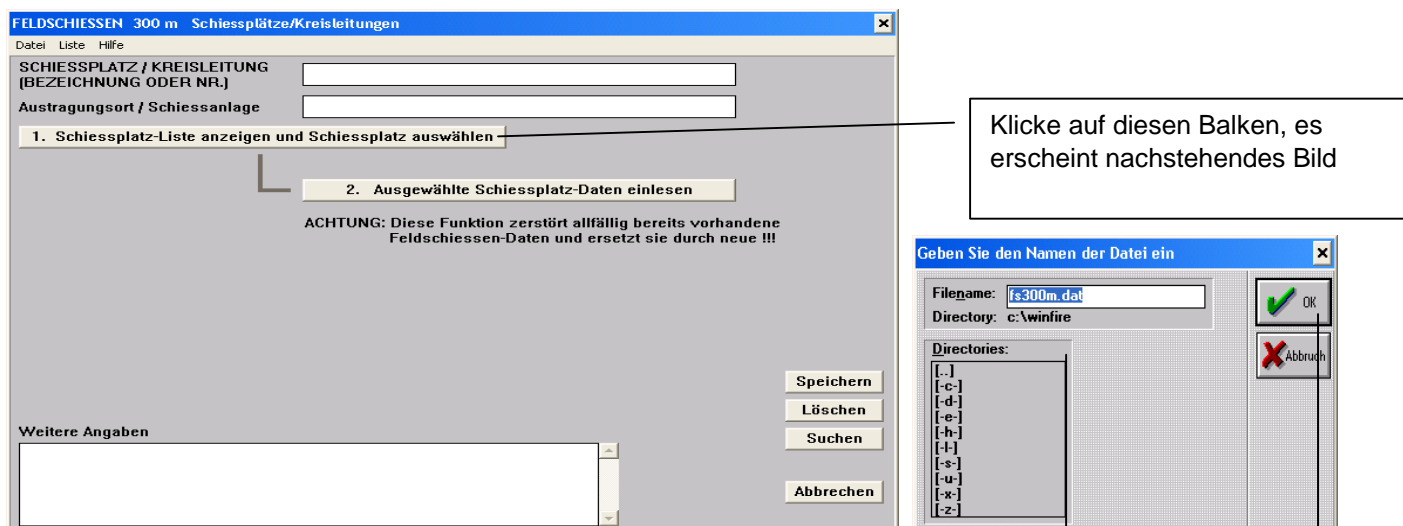 FELDSCHIESSEN 300 m Schiessplätze/Kreisleitungen
Datei Liste Hilfe
SCHIESSPLATZ / KREISLEITUNG
(BEZEICHNUNG ODER NR.)
Austragungsort / Schiessanlage
1. Schiessplatz-Liste anzeigen und Schiessplatz auswählen
2. Ausgewählte Schiessplatz-Daten einlesen
ACHTUNG: Diese Funktion zerstört allfällig bereits vorhandene
Feldschiessen-Daten und ersetzt sie durch neue !!!
Speichern
Löschen
Suchen
Weitere Angaben
Abbrechen
Klicke auf diesen Balken, es
erscheint nachstehendes Bild
Geben Sie den Namen der Datei ein
Filename: fs300m.dat
Directory: c:\winfire
OK
Abbruch
Directories:
[..]
[-c-]
[-d-]
[-e-]
[-h-]
[-l-]
[-s-]
[-u-]
[-x-]
[-z-]